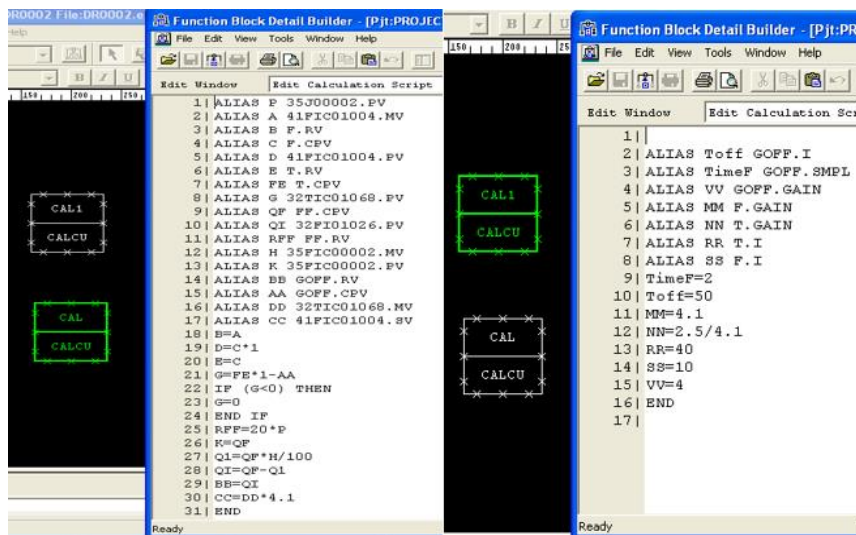 DR0002 File:DR0002.e
Help
B I U
150 200 250
CAL1
CALCU
CAL
CALCU
Function Block Detail Builder - [Pjt:PROJEC
File Edit View Tools Window Help
Edit Window Edit Calculation Script
1| ALIAS P 35J00002.PV
2| ALIAS A 41FIC01004.MV
3| ALIAS B F.RV
4| ALIAS C F.CPV
5| ALIAS D 41FIC01004.PV
6| ALIAS E T.RV
7| ALIAS FE T.CPV
8| ALIAS G 32TIC01068.PV
9| ALIAS QF FF.CPV
10| ALIAS QI 32FI01026.PV
11| ALIAS RFF FF.RV
12| ALIAS H 35FIC00002.MV
13| ALIAS K 35FIC00002.PV
14| ALIAS BB GOFF.RV
15| ALIAS AA GOFF.CPV
16| ALIAS DD 32TIC01068.MV
17| ALIAS CC 41FIC01004.SV
18| B=A
19| D=C*1
20| E=C
21| G=FE*1-AA
22| IF (G<0) THEN
23| G=0
24| END IF
25| RFF=20*P
26| K=QF
27| Q1=QF*H/100
28| QI=QF-Q1
29| BB=QI
30| CC=DD*4.1
31| END
Ready
B I U
150 200 25
CAL1
CALCU
CAL
CALCU
Function Block Detail Builder - [Pjt:PR
File Edit View Tools Window Help
Edit Window Edit Calculation Scr
1|
2| ALIAS Toff GOFF.I
3| ALIAS TimeF GOFF.SMPL
4| ALIAS VV GOFF.GAIN
5| ALIAS MM F.GAIN
6| ALIAS NN T.GAIN
7| ALIAS RR T.I
8| ALIAS SS F.I
9| TimeF=2
10| Toff=50
11| MM=4.1
12| NN=2.5/4.1
13| RR=40
14| SS=10
15| VV=4
16| END
17|
Ready